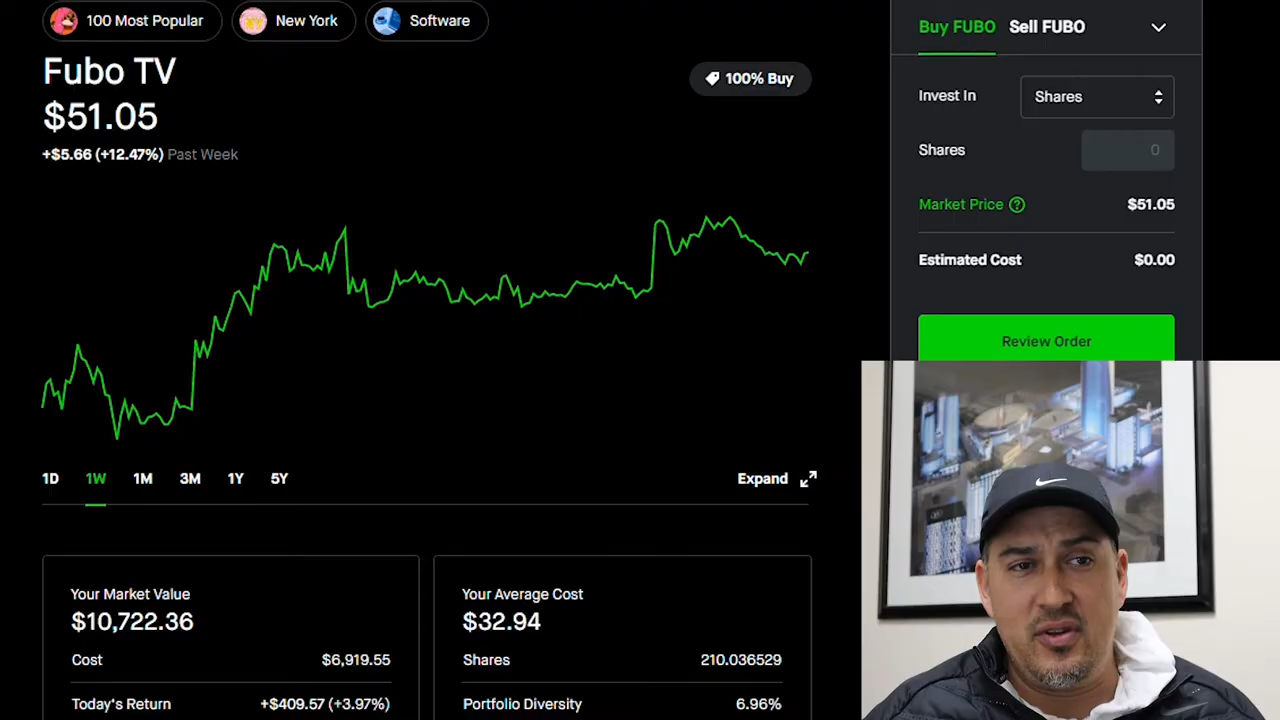 100 Most Popular
New York
Software
Fubo TV
$51.05
+$5.66 (+12.47%) Past Week
100% Buy
1D 1W 1M 3M 1Y 5Y
Expand
Your Market Value
$10,722.36
Cost $6,919.55
Today's Return +$409.57 (+3.97%)
Your Average Cost
$32.94
Shares 210.036529
Portfolio Diversity 6.96%
Buy FUBO Sell FUBO
Invest In Shares
Shares 0
Market Price ? $51.05
Estimated Cost $0.00
Review Order